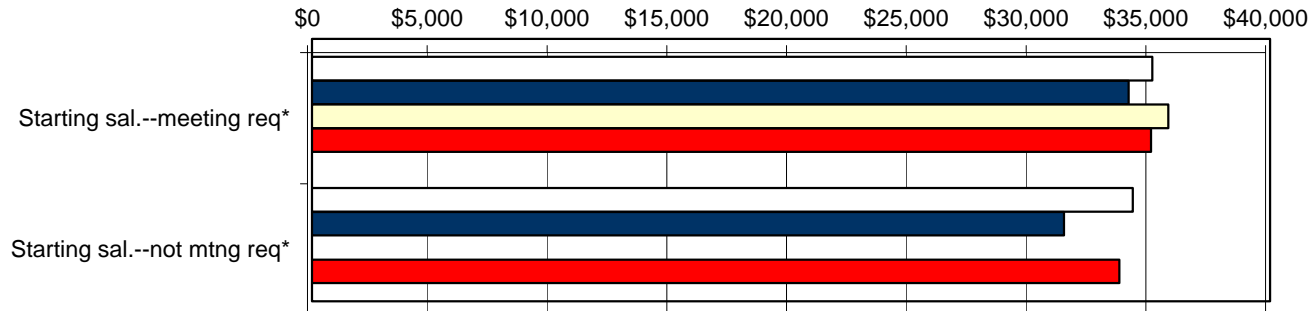 $0 $5,000 $10,000 $15,000 $20,000 $25,000 $30,000 $35,000 $40,000
Starting sal.--meeting req*
Starting sal.--not mtng req*